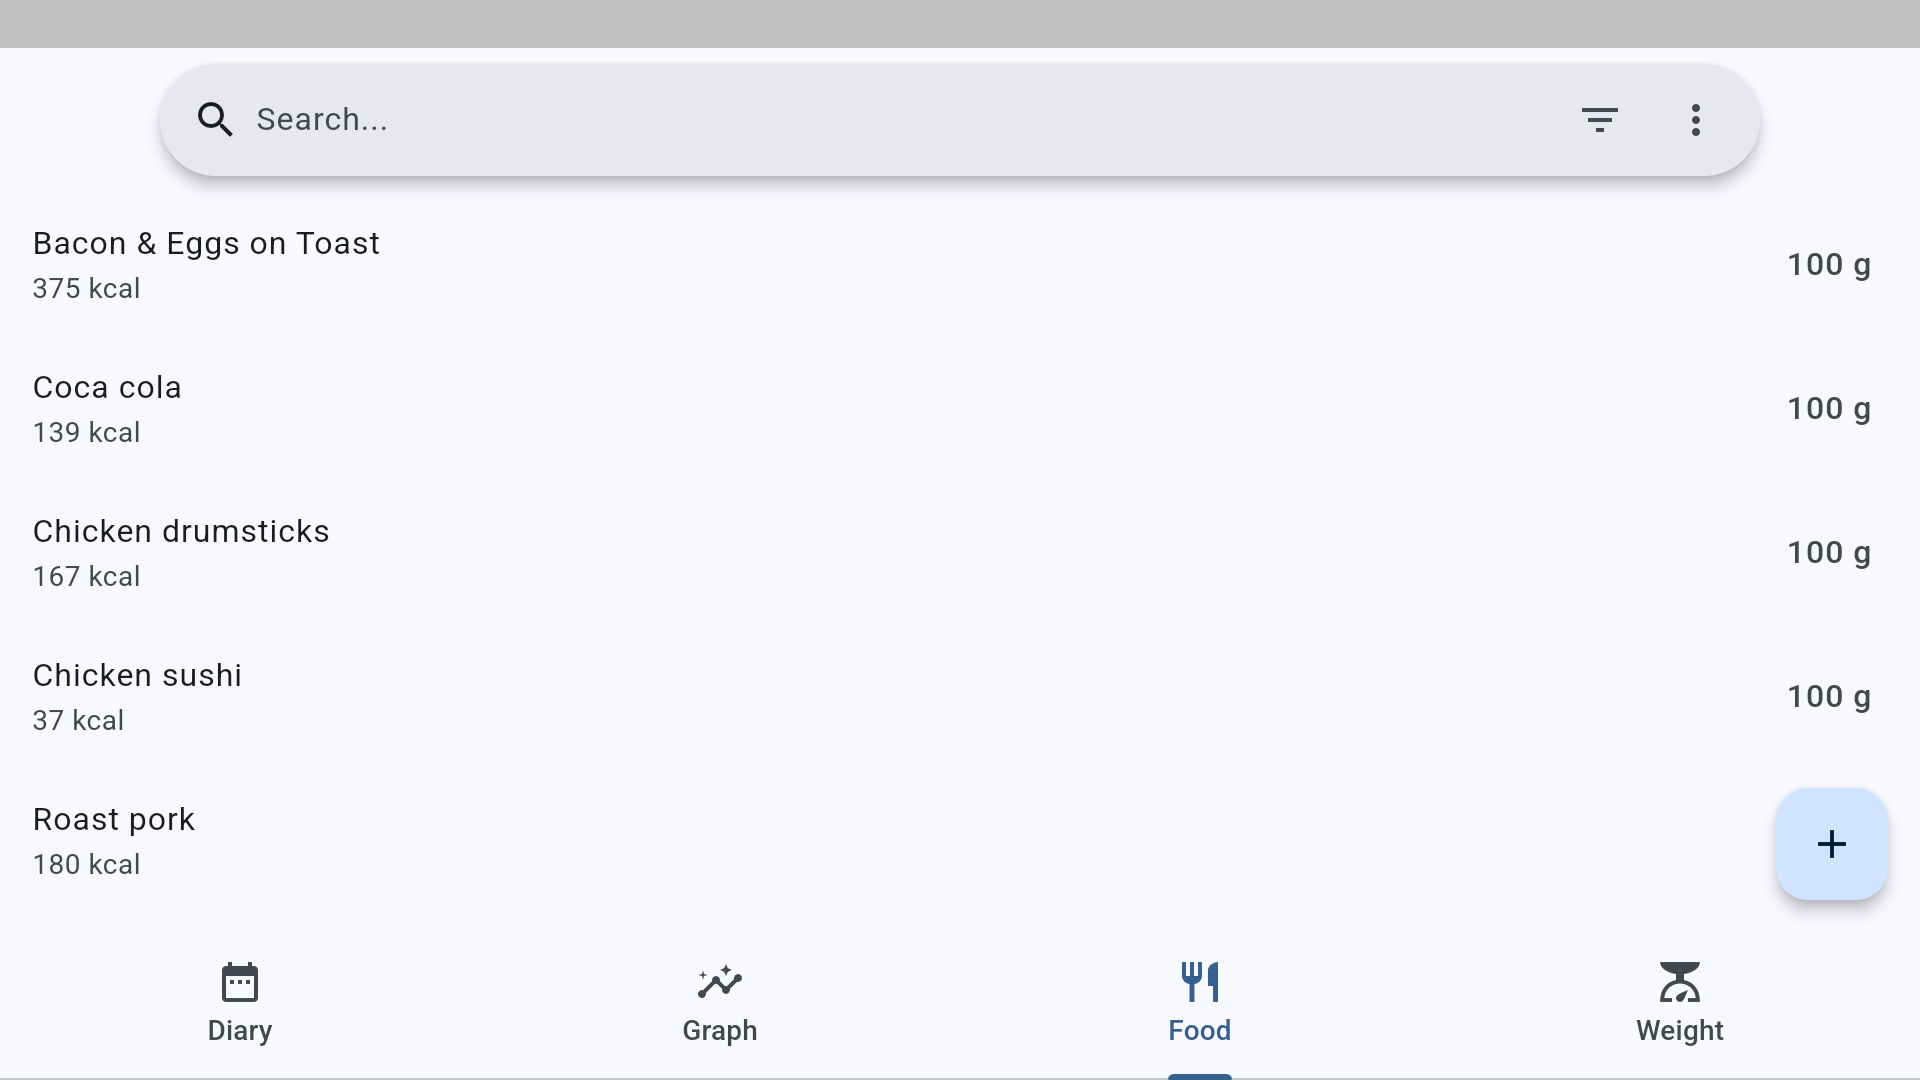 Search...
Bacon & Eggs on Toast
375 kcal
100 g
Coca cola
139 kcal
100 g
Chicken drumsticks
167 kcal
100 g
Chicken sushi
37 kcal
100 g
Roast pork
180 kcal
Diary
Graph
Food
Weight